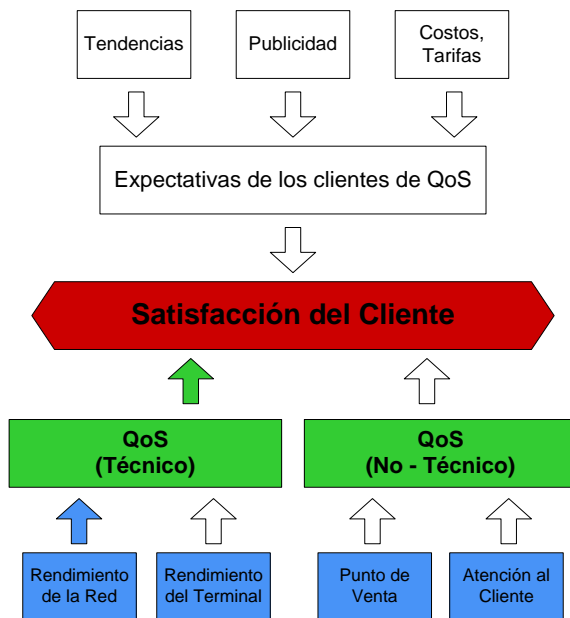 Tendencias
Publicidad
Costos,
Tarifas
Expectativas de los clientes de QoS
Satisfacción del Cliente
QoS
(Técnico)
QoS
(No - Técnico)
Rendimiento
de la Red
Rendimiento
del Terminal
Punto de
Venta
Atención al
Cliente